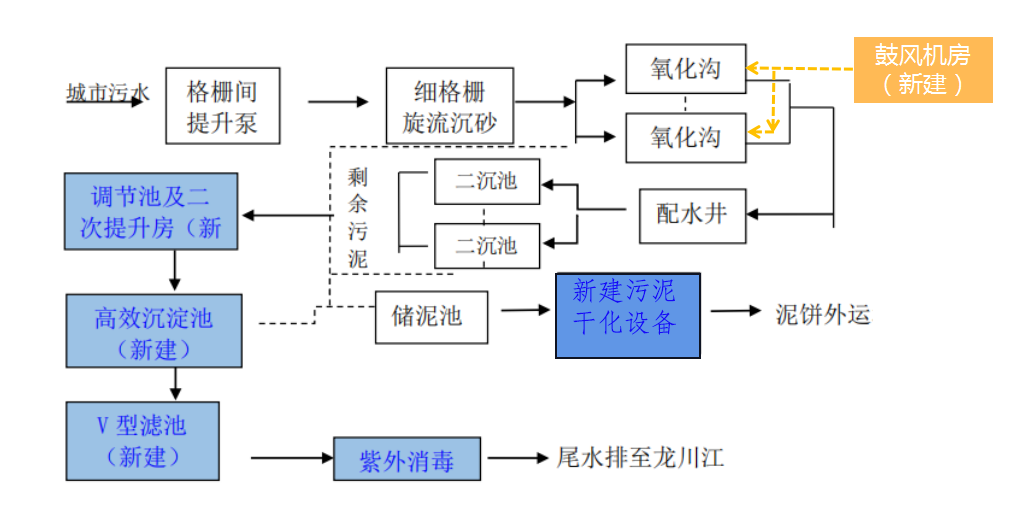 鼓风机房
（新建）
氧化沟
城市污水
格栅间
提升泵
细格栅
旋流沉砂
氧化沟
剩
余
污
泥
二沉池
调节池及二
次提升房（新
配水井
二沉池
新建污泥
干化设备
高效沉淀池
（新建）
储泥池
泥饼外运
V 型滤池
（新建）
紫外消毒
尾水排至龙川江